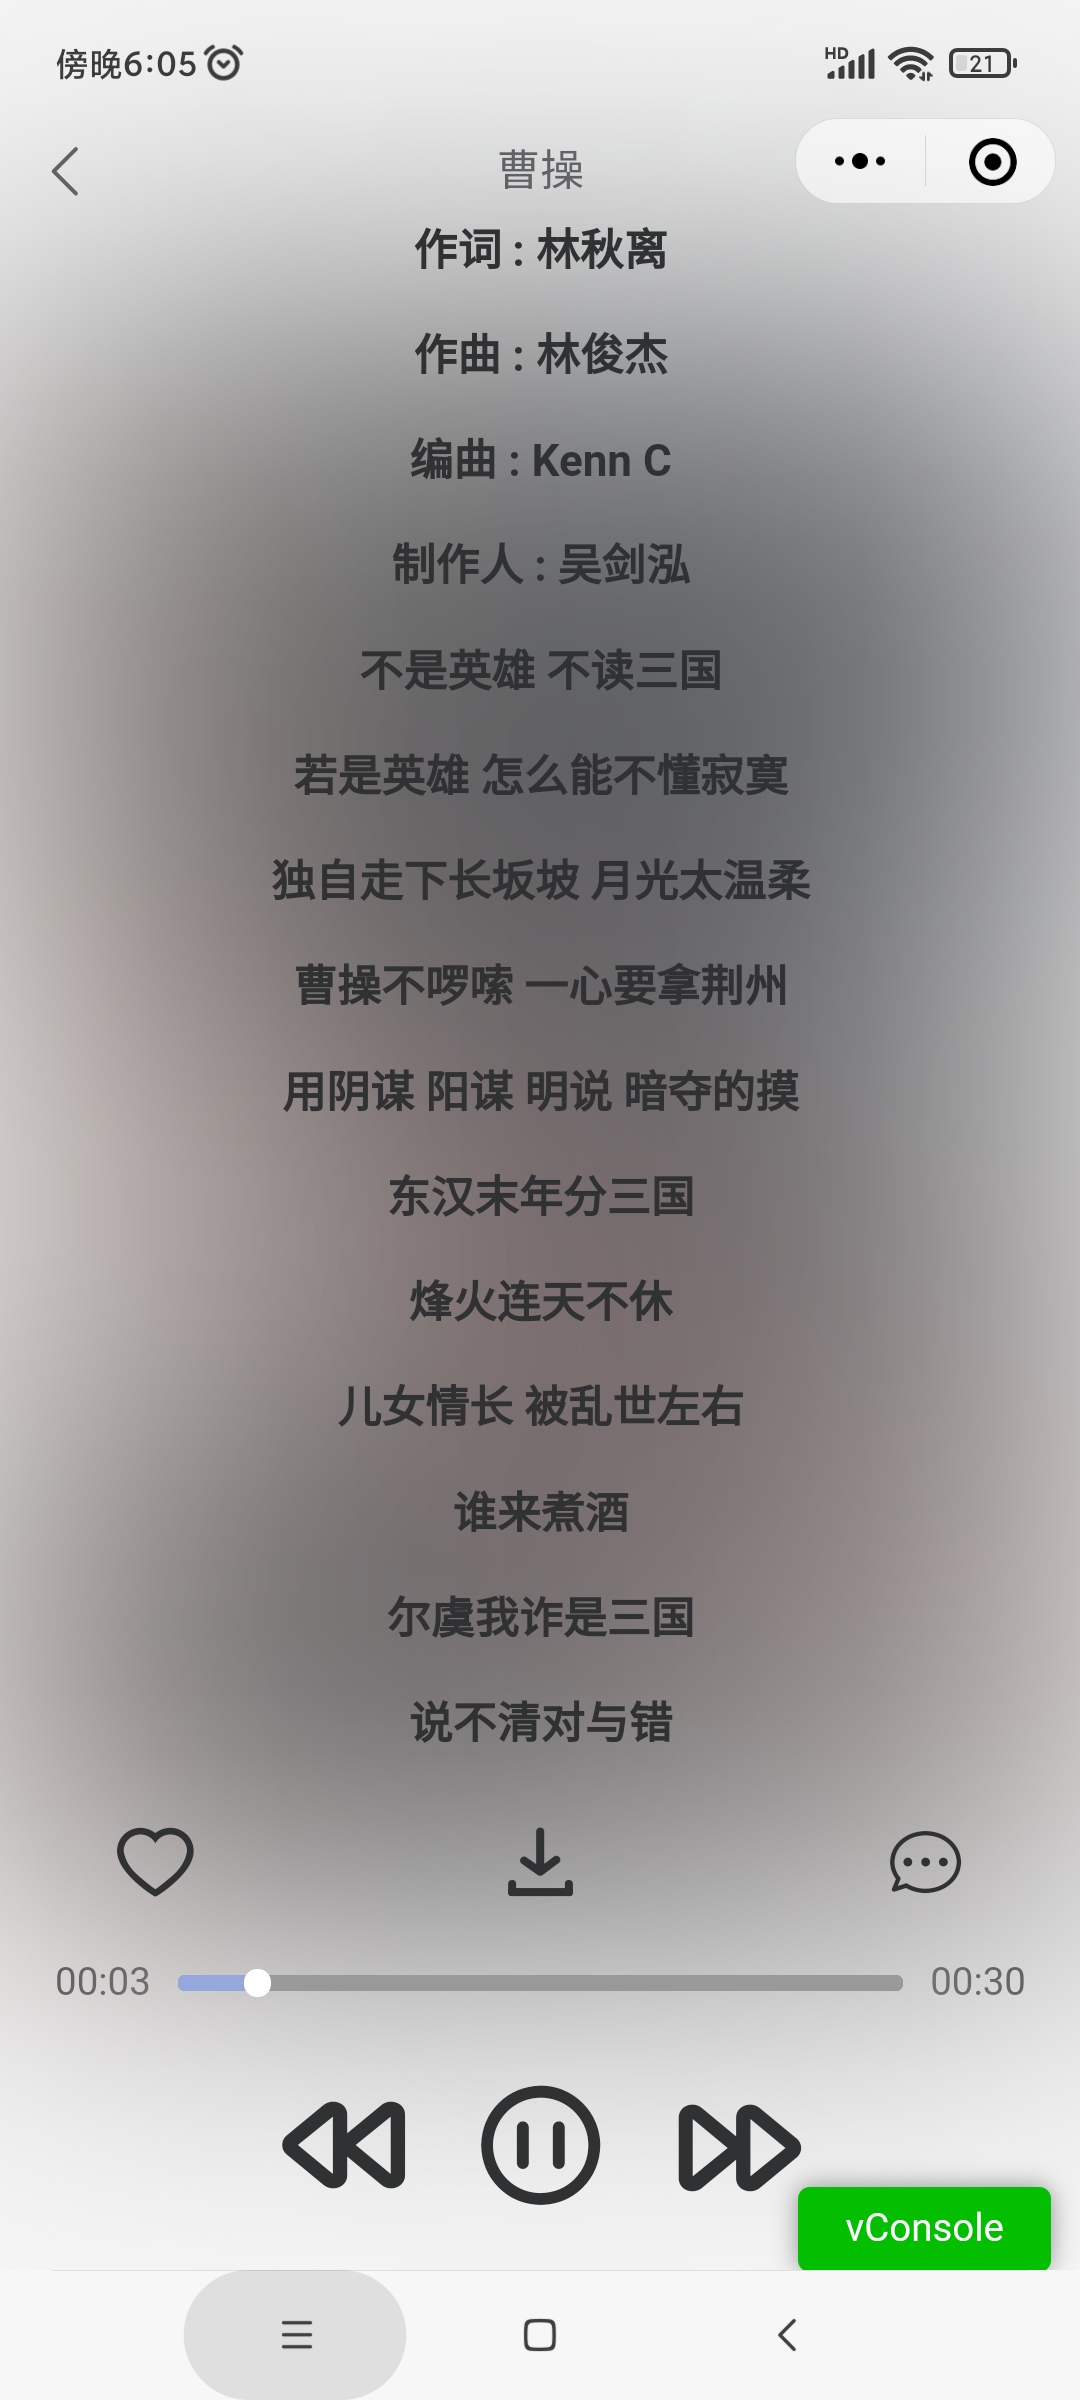 傍晚6:05
HD
21
曹操
作词 : 林秋离
作曲 : 林俊杰
编曲 : Kenn C
制作人 : 吴剑泓
不是英雄 不读三国
若是英雄 怎么能不懂寂寞
独自走下长坂坡 月光太温柔
曹操不啰嗦 一心要拿荆州
用阴谋 阳谋 明说 暗夺的摸
东汉末年分三国
烽火连天不休
儿女情长 被乱世左右
谁来煮酒
尔虞我诈是三国
说不清对与错
00:03
00:30
vConsole